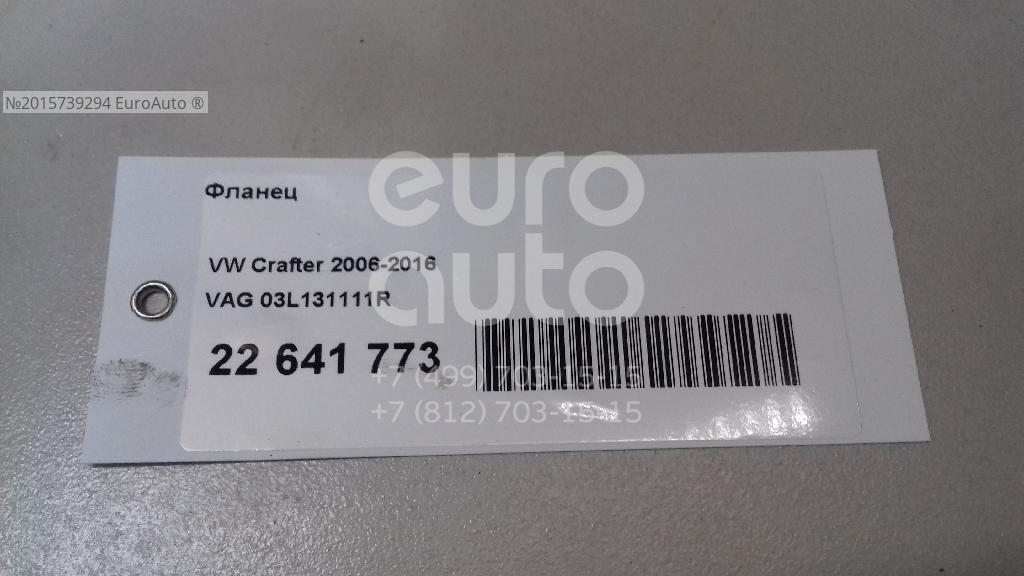 №2015739294 EuroAuto ®
Фланец
euro
auto
VW Crafter 2006-2016
VAG 03L131111R
22 641 773
+7 (499) 703-15-15
+7 (812) 703-15-15